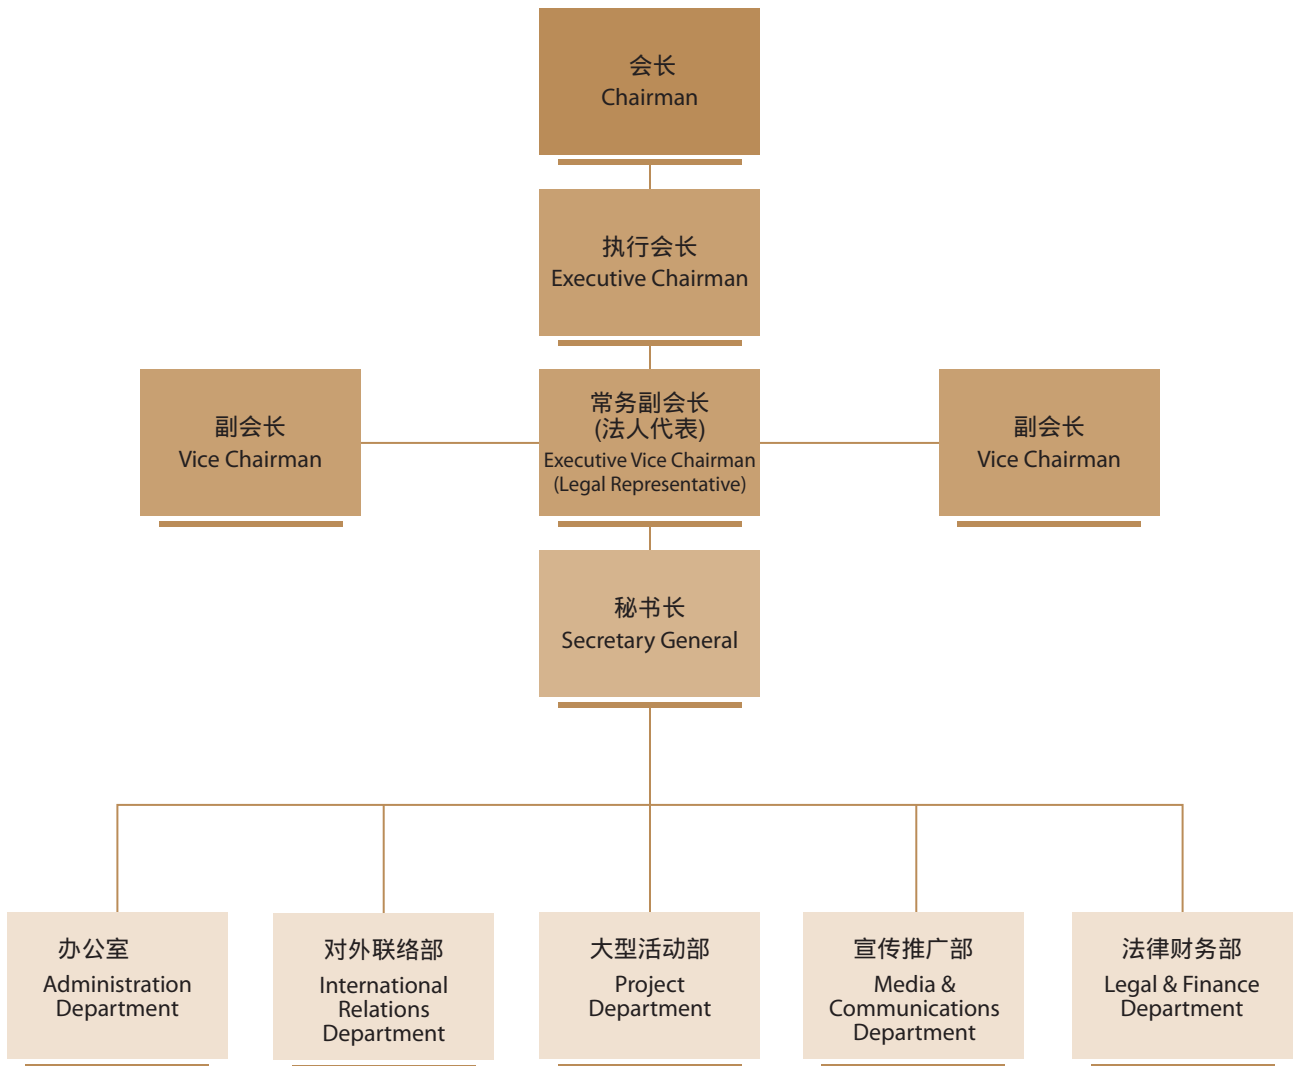 会长
Chairman
执行会长
Executive Chairman
副会长
Vice Chairman
常务副会长
(法人代表)
Executive Vice Chairman
(Legal Representative)
副会长
Vice Chairman
秘书长
Secretary General
办公室
Administration
Department
对外联络部
International
Relations
Department
大型活动部
Project
Department
宣传推广部
Media &
Communications
Department
法律财务部
Legal & Finance
Department